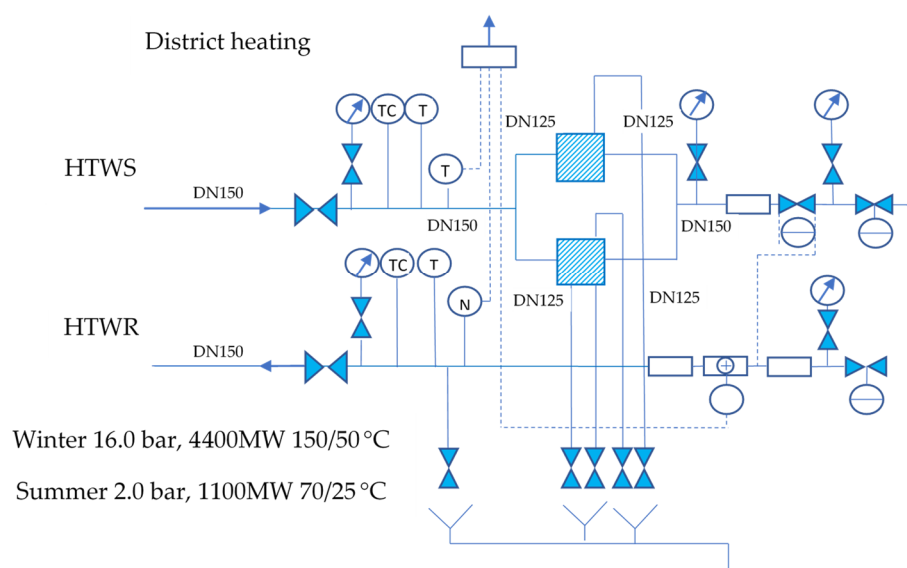 District heating
TC
T
DN125
DN125
HTWS
T
DN150
DN150
DN150
TC
T
DN125
DN125
N
HTWR
DN150
Winter 16.0 bar, 4400MW 150/50 °C
Summer 2.0 bar, 1100MW 70/25 °C